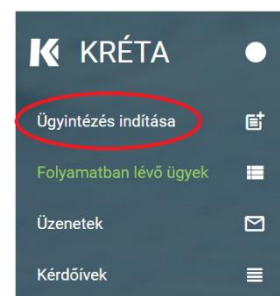 KRÉTA
Ügyintézés indítása
Folyamatban lévő ügyek
Üzenetek
Kérdőívek